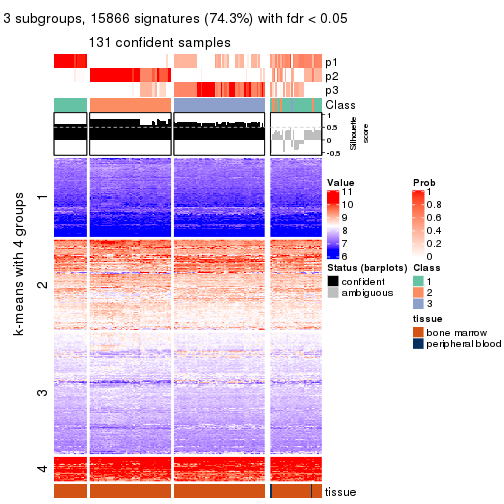 3 subgroups, 15866 signatures (74.3%) with fdr < 0.05
131 confident samples
p1
p2
p3
Class
1
0.5
0
-0.5
Silhouette
score
k-means with 4 groups
1
2
3
4
tissue
Value
11
10
9
8
7
6
Prob
1
0.8
0.6
0.4
0.2
0
Status (barplots)
confident
ambiguous
Class
1
2
3
tissue
bone marrow
peripheral blood